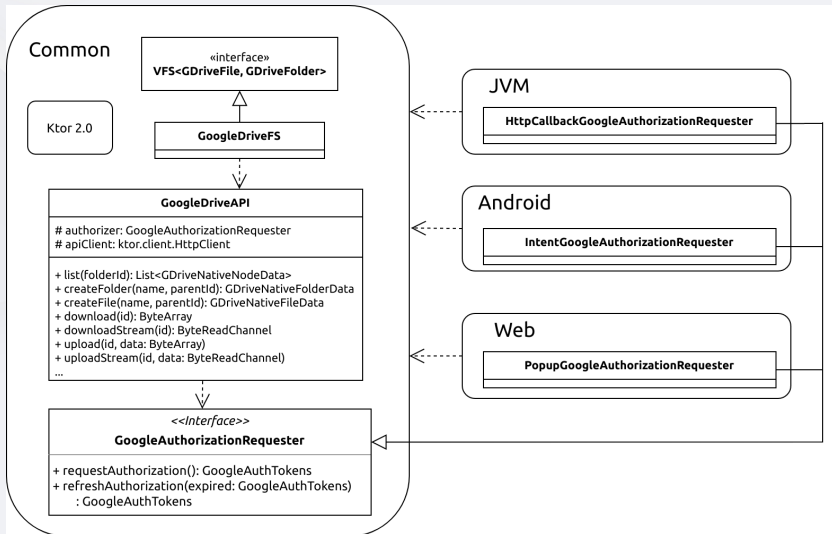 Common
«interface»
VFS<GDriveFile, GDriveFolder>
Ktor 2.0
GoogleDriveFS
GoogleDriveAPI
# authorizer: GoogleAuthorizationRequester
# apiClient: ktor.client.HttpClient
+ list(folderId): List<GDriveNativeNodeData>
+ createFolder(name, parentId): GDriveNativeFolderData
+ createFile(name, parentId): GDriveNativeFileData
+ download(id): ByteArray
+ downloadStream(id): ByteReadChannel
+ upload(id, data: ByteArray)
+ uploadStream(id, data: ByteReadChannel)
...
<<Interface>>
GoogleAuthorizationRequester
+ requestAuthorization(): GoogleAuthTokens
+ refreshAuthorization(expired: GoogleAuthTokens)
: GoogleAuthTokens
JVM
HttpCallbackGoogleAuthorizationRequester
Android
IntentGoogleAuthorizationRequester
Web
PopupGoogleAuthorizationRequester